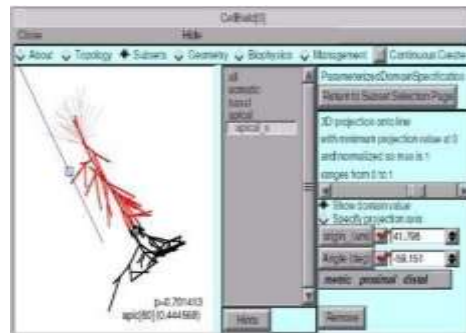 CellBuild[0]
Close Hide
About Topology Subsets Geometry Biophysics Management Continuous Create
all
somatic
basal
apical
apical_x
ParameterizedDomainSpecification
Return to Subset Selection Page
3D projection onto line
with minimum projection value at 0
and normalized so max is 1
ranges from 0 to 1
Show domain value
Specify projection axis
origin (um) 41.796
Angle (deg) -59.151
metric proximal distal
p=0.701413
apic[60] (0.444568)
Hints
Remove